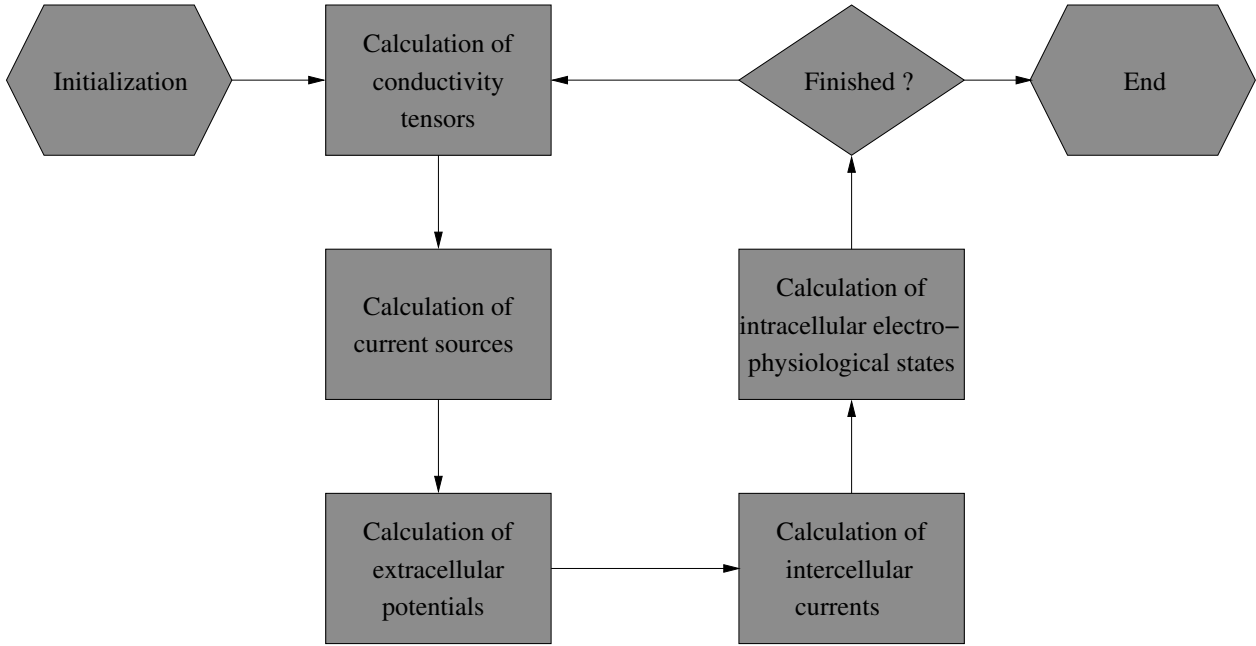 Initialization
Calculation of
conductivity
tensors
Finished ?
End
Calculation of
current sources
Calculation of
intracellular electro−
physiological states
Calculation of
extracellular
potentials
Calculation of
intercellular
currents